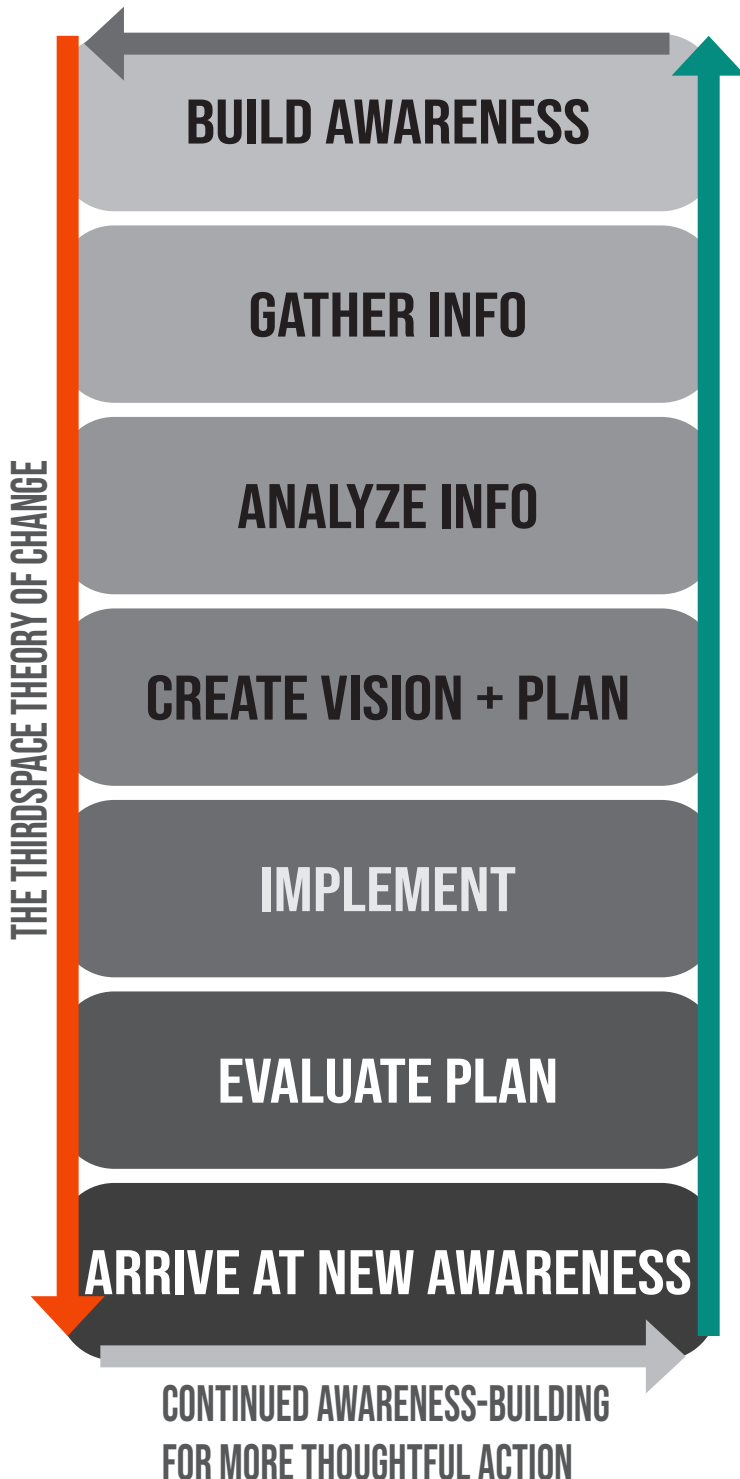 BUILD AWARENESS
GATHER INFO
ANALYZE INFO
CREATE VISION + PLAN
IMPLEMENT
EVALUATE PLAN
ARRIVE AT NEW AWARENESS
THE THIRDSPACE THEORY OF CHANGE
CONTINUED AWARENESS-BUILDING
FOR MORE THOUGHTFUL ACTION